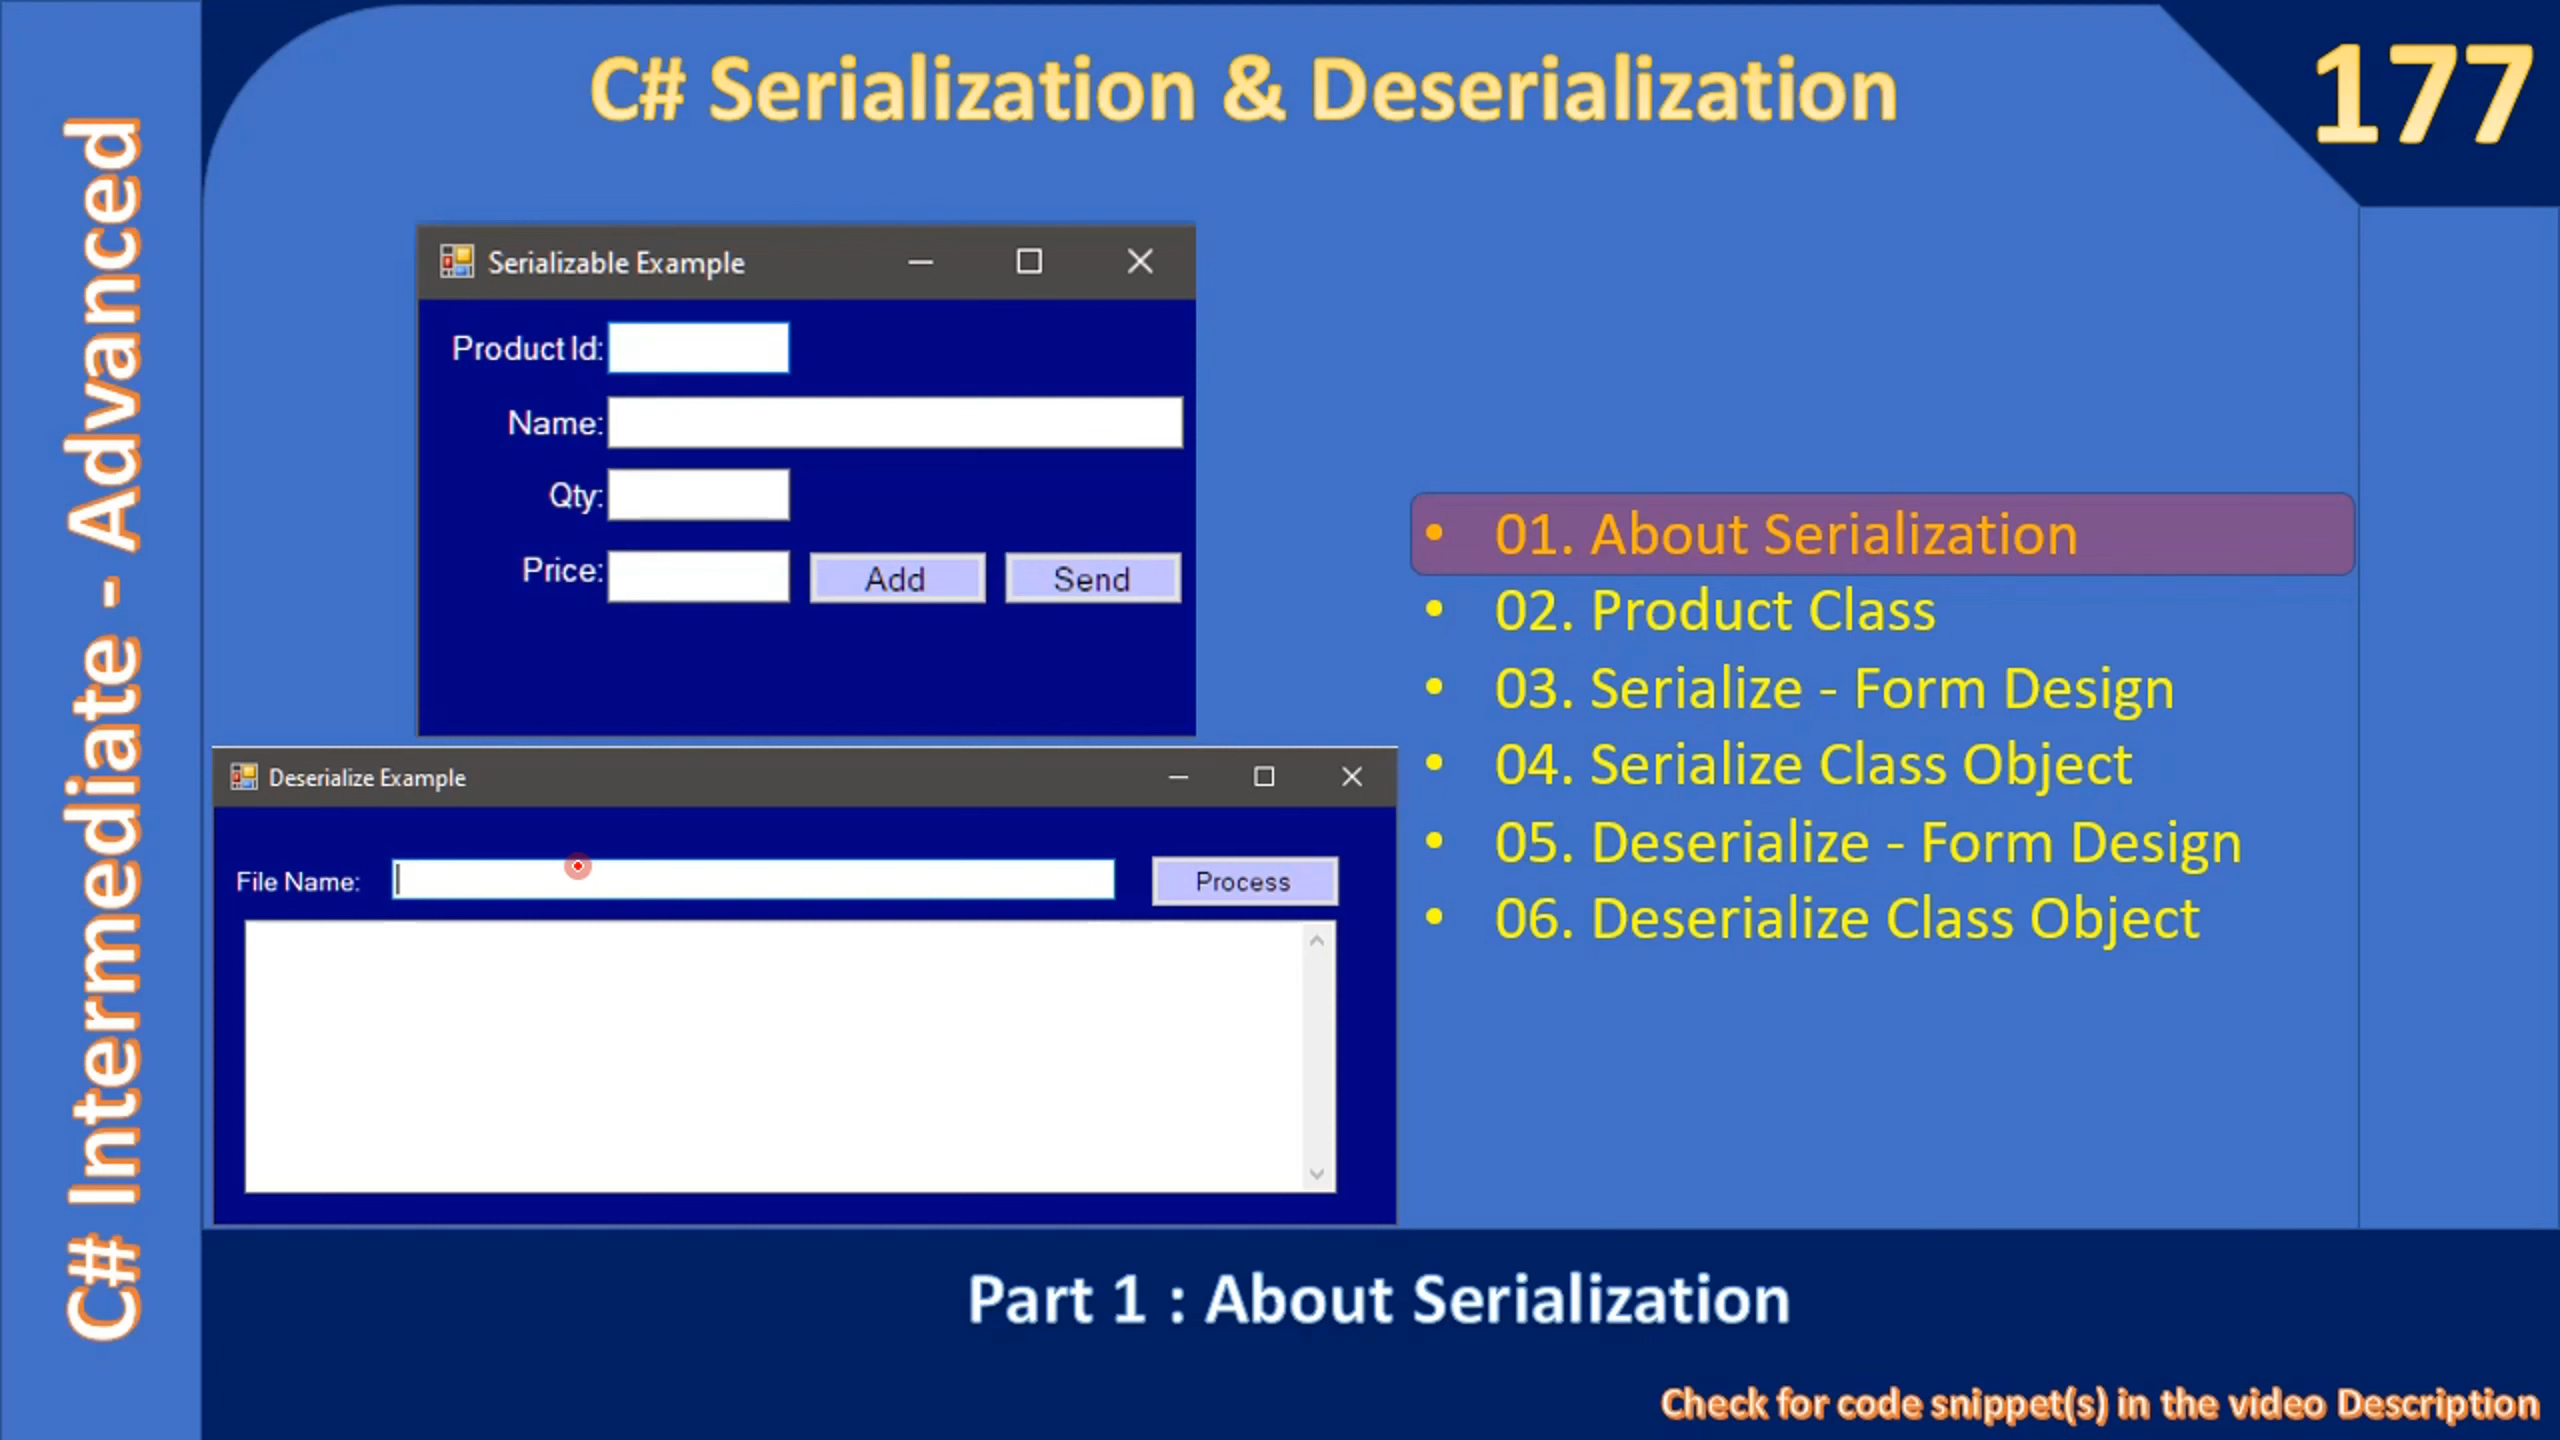 C# Serialization & Deserialization
177
C# Intermediate - Advanced
Serializable Example
Product Id:
Name:
Qty:
Price:
Add
Send
Deserialize Example
File Name:
Process
• 01. About Serialization
• 02. Product Class
• 03. Serialize - Form Design
• 04. Serialize Class Object
• 05. Deserialize - Form Design
• 06. Deserialize Class Object
Part 1 : About Serialization
Check for code snippet(s) in the video Description